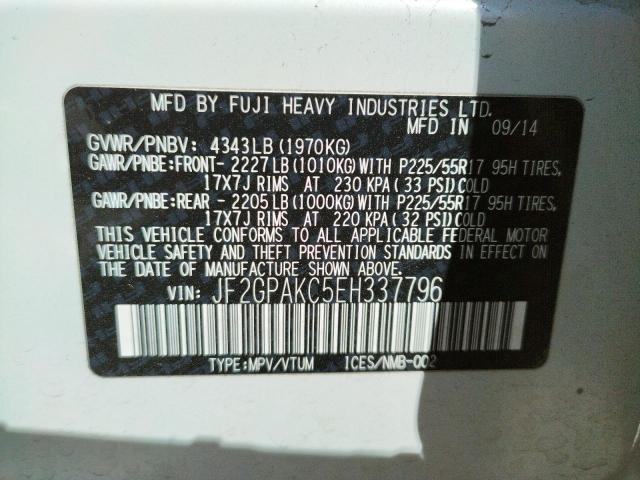 MFD BY FUJI HEAVY INDUSTRIES LTD.
MFD IN 09/14
GVWR/PNBV: 4343LB (1970KG)
GAWR/PNBE:FRONT- 2227LB (1010KG) WITH P225/55R17 95H TIRES,
17X7J RIMS AT 230 KPA (33 PSI) COLD
GAWR/PNBE:REAR - 2205LB (1000KG) WITH P225/55R17 95H TIRES,
17X7J RIMS AT 220 KPA (32 PSI) COLD
THIS VEHICLE CONFORMS TO ALL APPLICABLE FEDERAL MOTOR
VEHICLE SAFETY AND THEFT PREVENTION STANDARDS IN EFFECT ON
THE DATE OF MANUFACTURE SHOWN ABOVE.
VIN: JF2GPAKC5EH337796
TYPE:MPV/VTUM ICES/NMB-002